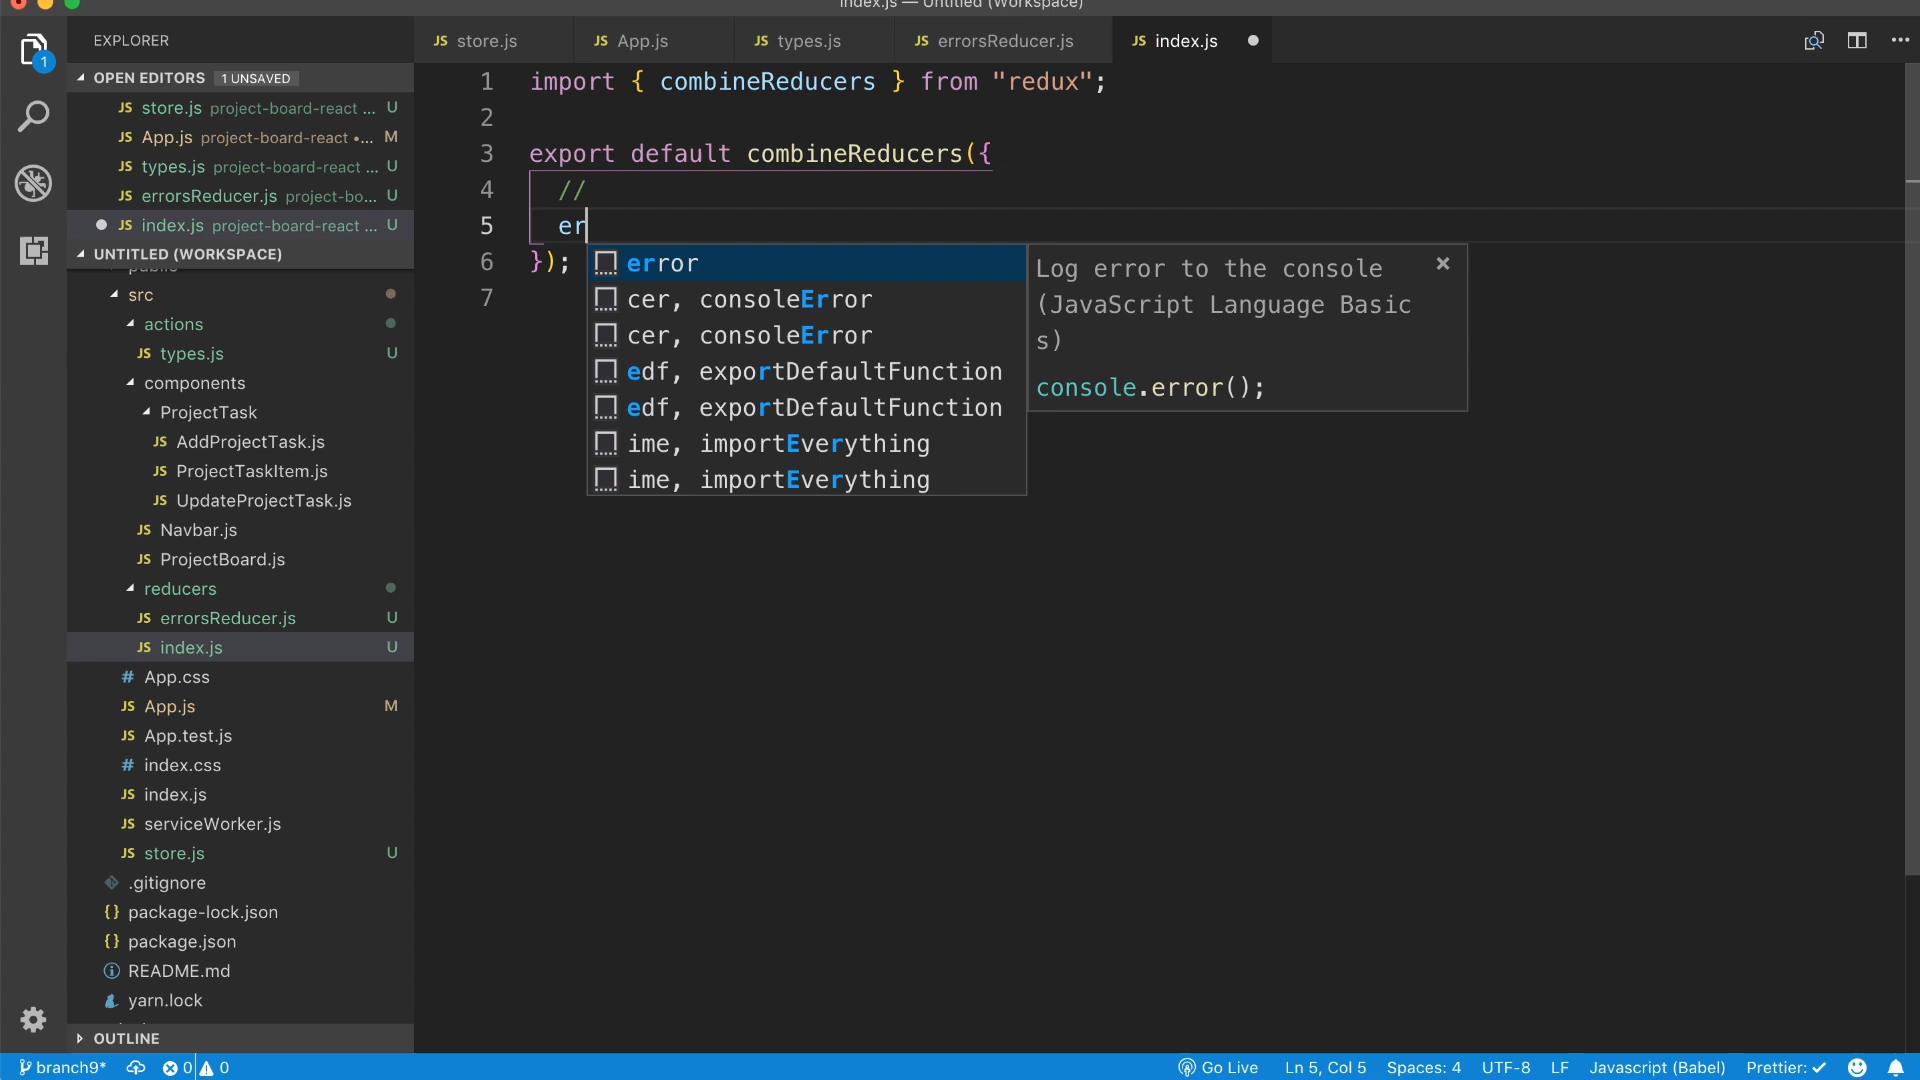 index.js — Untitled (Workspace)
EXPLORER
OPEN EDITORS 1 UNSAVED
JS store.js project-board-react ... U
JS App.js project-board-react •... M
JS types.js project-board-react ... U
JS errorsReducer.js project-bo... U
JS index.js project-board-react ... U
UNTITLED (WORKSPACE)
public
src
actions
JS types.js U
components
ProjectTask
JS AddProjectTask.js
JS ProjectTaskItem.js
JS UpdateProjectTask.js
JS Navbar.js
JS ProjectBoard.js
reducers
JS errorsReducer.js U
JS index.js U
# App.css
JS App.js M
JS App.test.js
# index.css
JS index.js
JS serviceWorker.js
JS store.js U
.gitignore
{} package-lock.json
{} package.json
README.md
yarn.lock
OUTLINE
1
JS store.js JS App.js JS types.js JS errorsReducer.js JS index.js
1 import { combineReducers } from "redux";
2
3 export default combineReducers({
4 //
5 er
6 });
7
error
cer, consoleError
cer, consoleError
edf, exportDefaultFunction
edf, exportDefaultFunction
ime, importEverything
ime, importEverything
Log error to the console
(JavaScript Language Basic
s)
console.error();
branch9* 0 0 Go Live Ln 5, Col 5 Spaces: 4 UTF-8 LF Javascript (Babel) Prettier: ✓